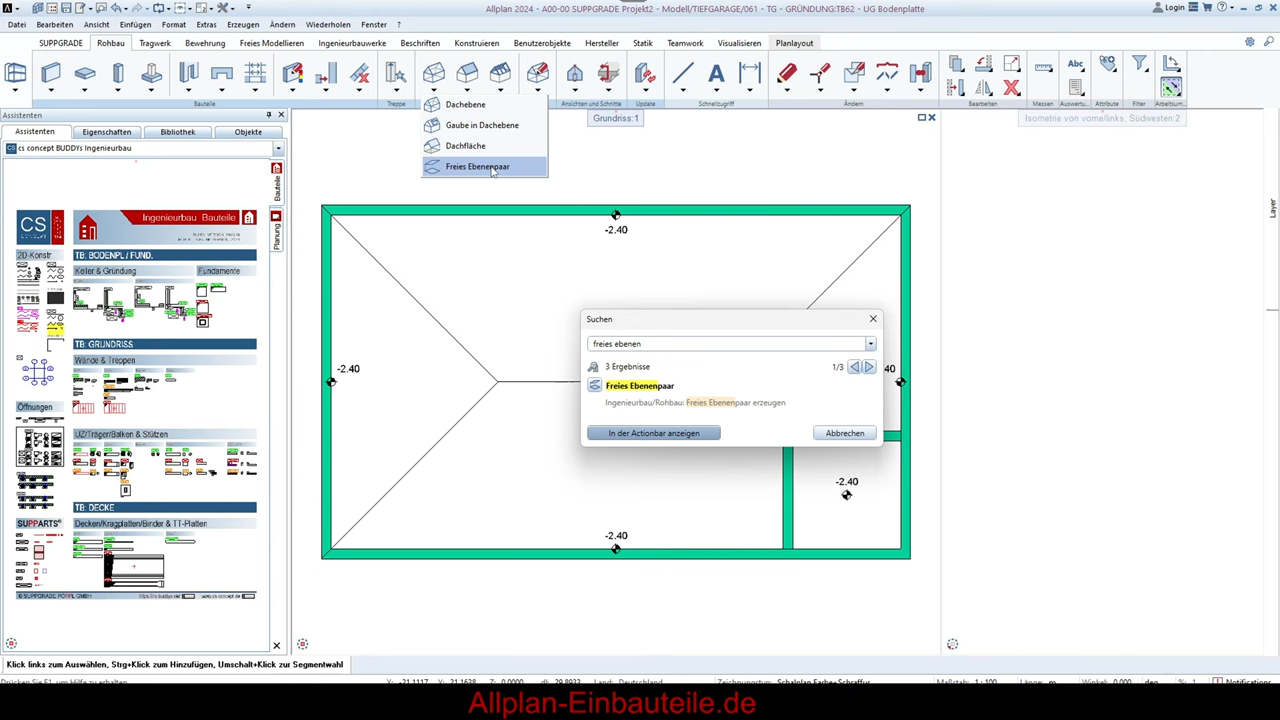 Allplan 2024 - A00-00 SUPPGRADE Projekt2 - Modell/TIEFGARAGE/061 - TG - GRÜNDUNG:TB62 - UG Bodenplatte
Login
Datei Bearbeiten Ansicht Einfügen Format Extras Erzeugen Ändern Wiederholen Fenster ?
SUPPGRADE Rohbau Tragwerk Bewehrung Freies Modellieren Ingenieurbauwerke Beschriften Konstruieren Benutzerobjekte Hersteller Statik Teamwork Visualisieren Planlayout
Bauteile Treppe Ansichten und Schnitte Update Schnellzugriff Ändern Bearbeiten Messen Auswertu... Attribute Filter Arbeitsum...
Dachebene
Gaube in Dachebene
Dachfläche
Freies Ebenenpaar
Assistenten
Assistenten Eigenschaften Bibliothek Objekte
cs concept BUDDYs Ingenieurbau
Bauteile
Planung
CS
Ingenieurbau Bauteile
2D-Konstr
TB: BODENPL / FUND.
Keller & Gründung Fundamente
TB: GRUNDRISS
Wände & Treppen
Öffnungen
UZ/Träger/Balken & Stützen
TB: DECKE
SUPPARTS
Decken/Kragplatten/Binder & TT-Platten
Grundriss:1
Isometrie von vorne/links, Südwesten:2
Layer
-2.40
-2.40
40
-2.40
-2.40
Suchen
freies ebenen
3 Ergebnisse 1/3
Freies Ebenenpaar
Ingenieurbau/Rohbau: Freies Ebenenpaar erzeugen
In der Actionbar anzeigen Abbrechen
Klick links zum Auswählen, Strg+Klick zum Hinzufügen, Umschalt+Klick zur Segmentwahl
Allplan-Einbauteile.de